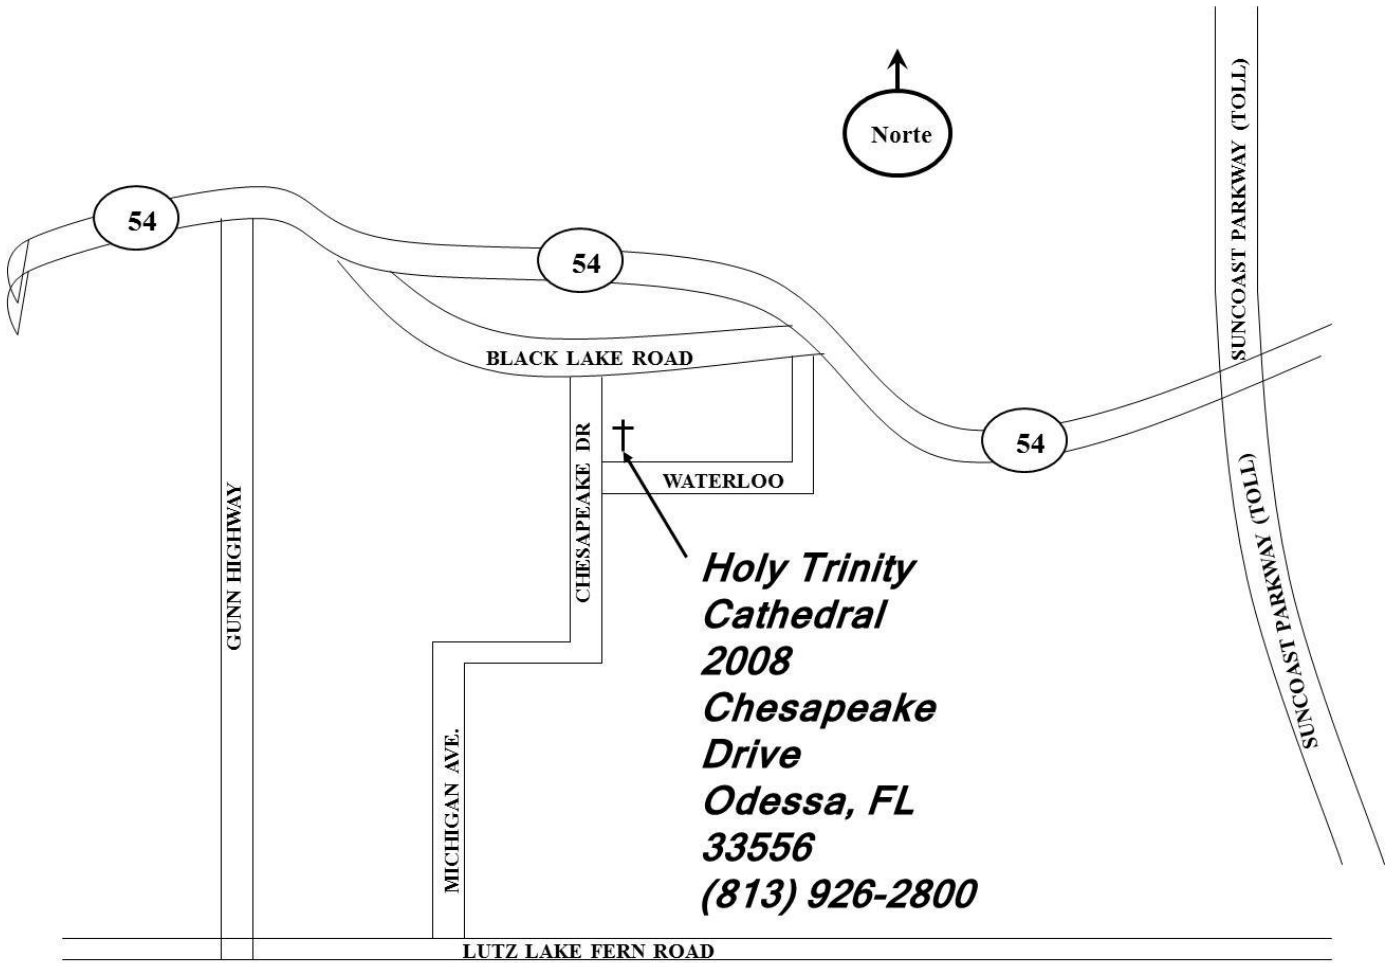 Norte
SUNCOAST PARKWAY (TOLL)
54
54
BLACK LAKE ROAD
54
CHESAPEAKE DR
WATERLOO
GUNN HIGHWAY
SUNCOAST PARKWAY (TOLL)
Holy Trinity
Cathedral
2008
Chesapeake
Drive
Odessa, FL
33556
(813) 926-2800
MICHIGAN AVE.
LUTZ LAKE FERN ROAD